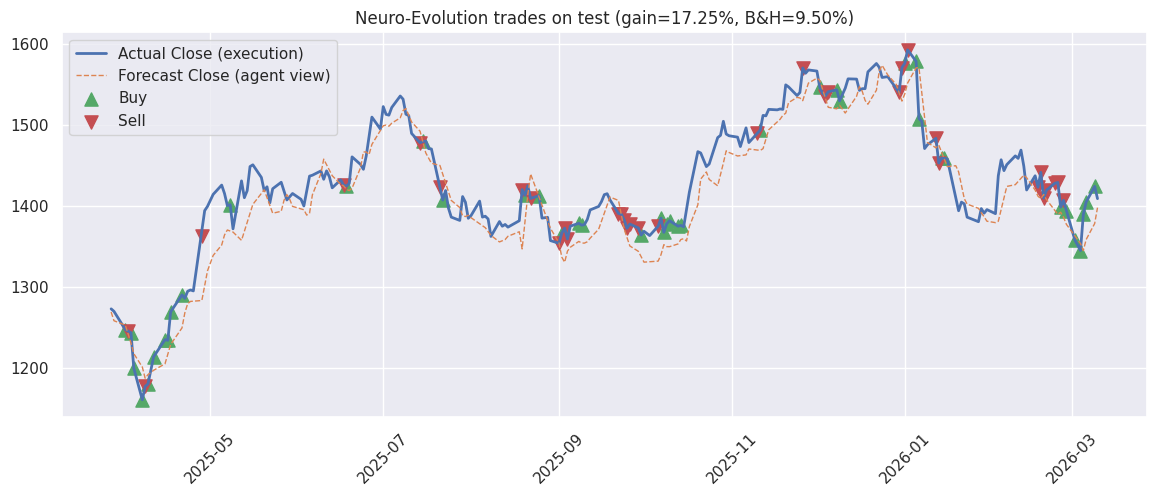 Neuro-Evolution trades on test (gain=17.25%, B&H=9.50%)
Actual Close (execution)
Forecast Close (agent view)
Buy
Sell
1600
1500
1400
1300
1200
2025-05
2025-07
2025-09
2025-11
2026-01
2026-03